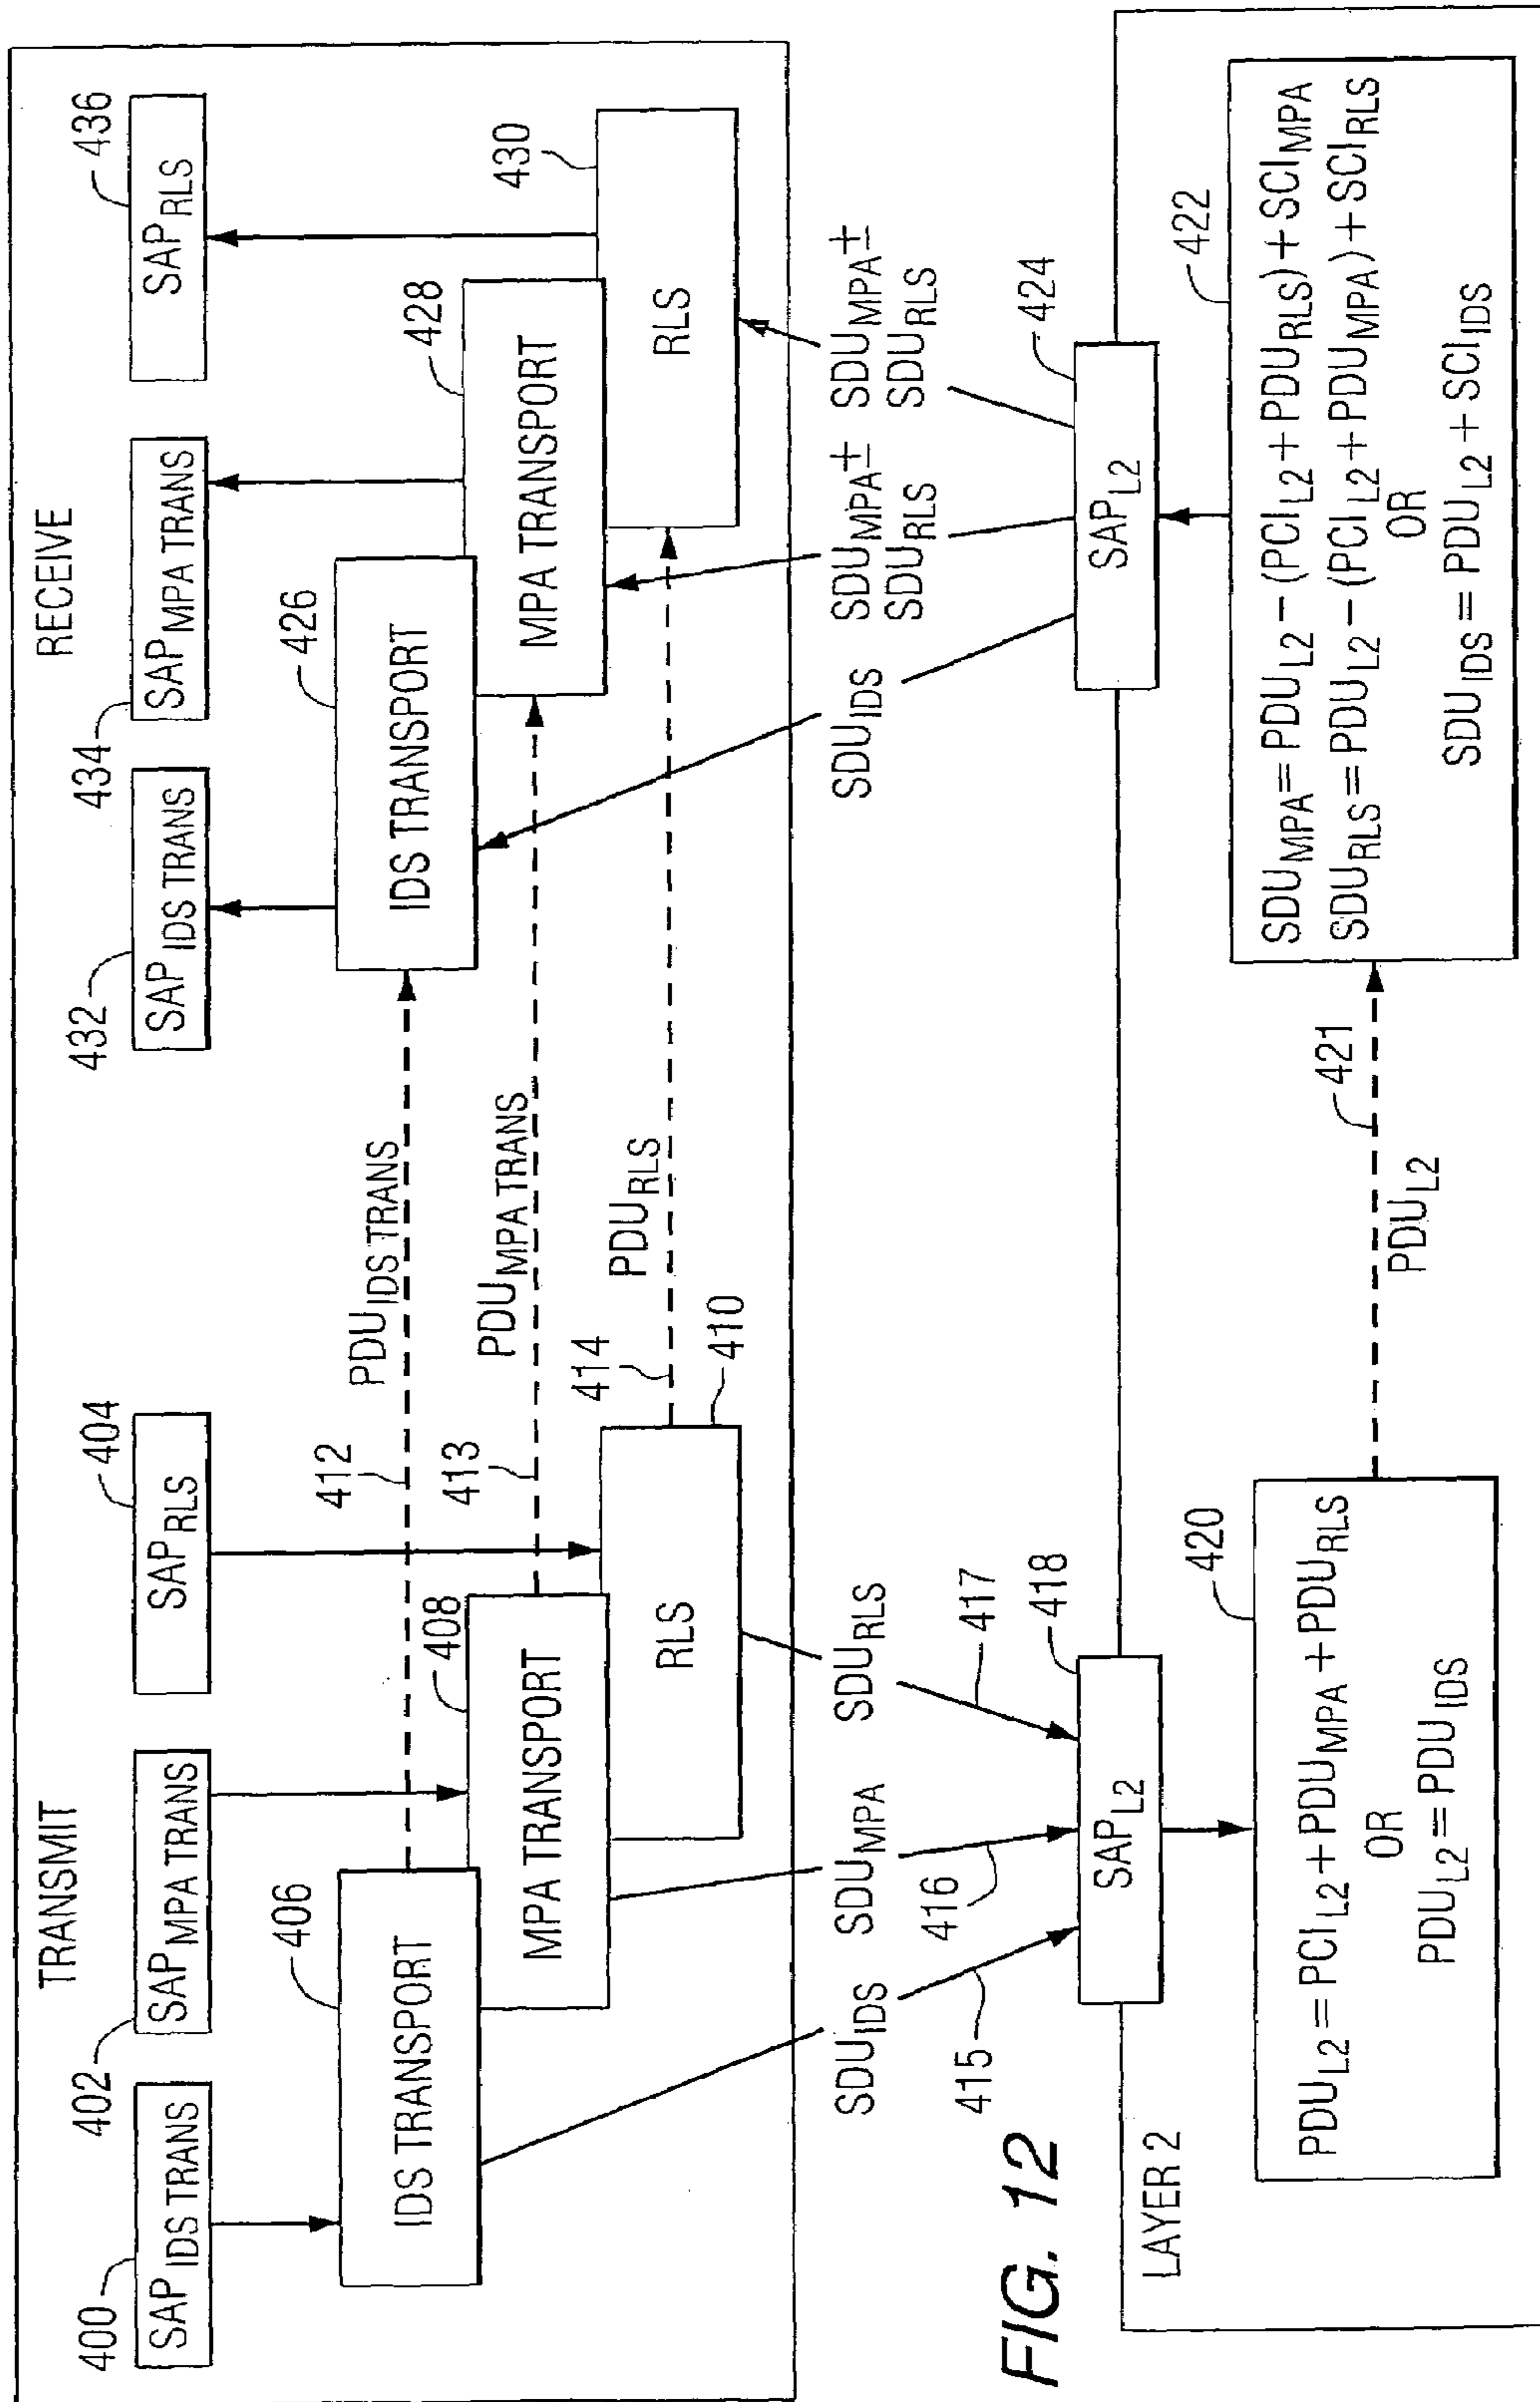 TRANSMIT
RECEIVE
400
SAP IDS TRANS
402
SAP MPA TRANS
404
SAP RLS
432
SAP IDS TRANS
434
SAP MPA TRANS
436
SAP RLS
406
IDS TRANSPORT
408
MPA TRANSPORT
410
RLS
412
PDU IDS TRANS
413
PDU MPA TRANS
414
PDU RLS
426
IDS TRANSPORT
428
MPA TRANSPORT
430
RLS
SDU IDS
415
SDU MPA
416
SDU RLS
417
SDU IDS
SDU MPA ±
SDU RLS
SDU MPA ±
SDU RLS
FIG. 12
LAYER 2
418
SAP L2
424
SAP L2
420
PDU L2 = PCI L2 + PDU MPA + PDU RLS
OR
PDU L2 = PDU IDS
421
PDU L2
422
SDU MPA = PDU L2 − (PCI L2 + PDU RLS) + SCI MPA
SDU RLS = PDU L2 − (PCI L2 + PDU MPA) + SCI RLS
OR
SDU IDS = PDU L2 + SCI IDS